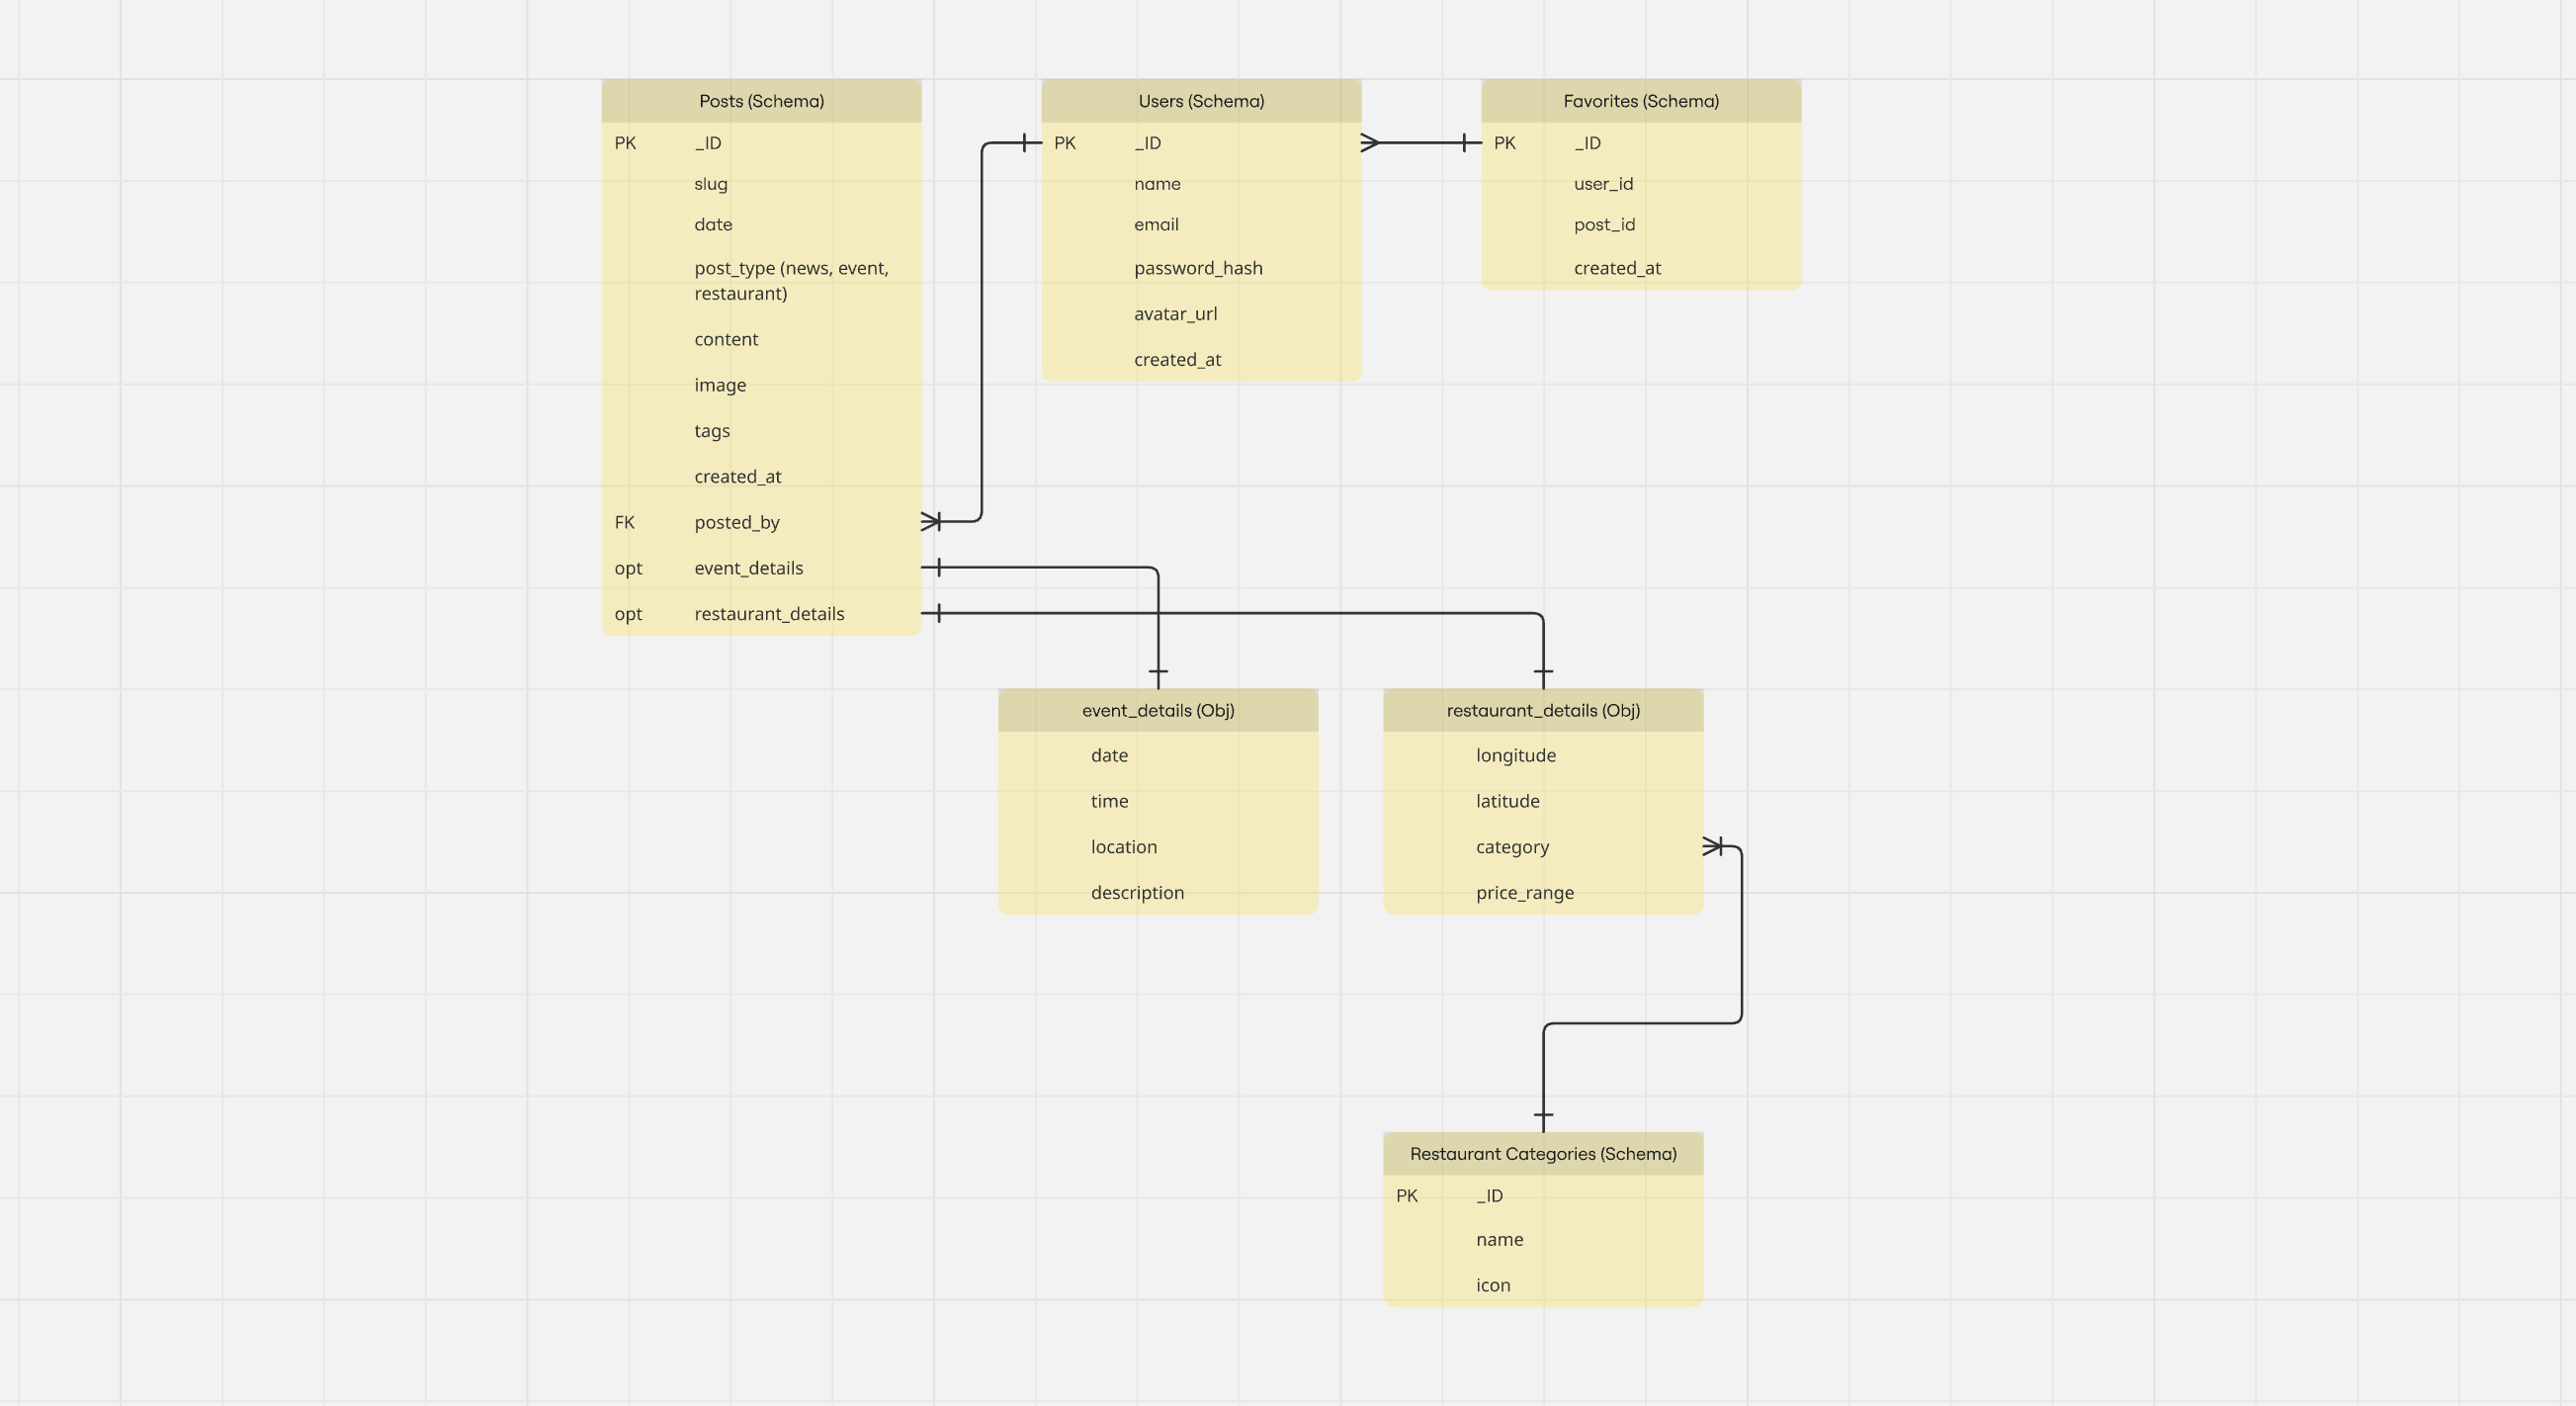 Posts (Schema)
PK _ID
slug
date
post_type (news, event,
restaurant)
content
image
tags
created_at
FK posted_by
opt event_details
opt restaurant_details
Users (Schema)
PK _ID
name
email
password_hash
avatar_url
created_at
Favorites (Schema)
PK _ID
user_id
post_id
created_at
event_details (Obj)
date
time
location
description
restaurant_details (Obj)
longitude
latitude
category
price_range
Restaurant Categories (Schema)
PK _ID
name
icon